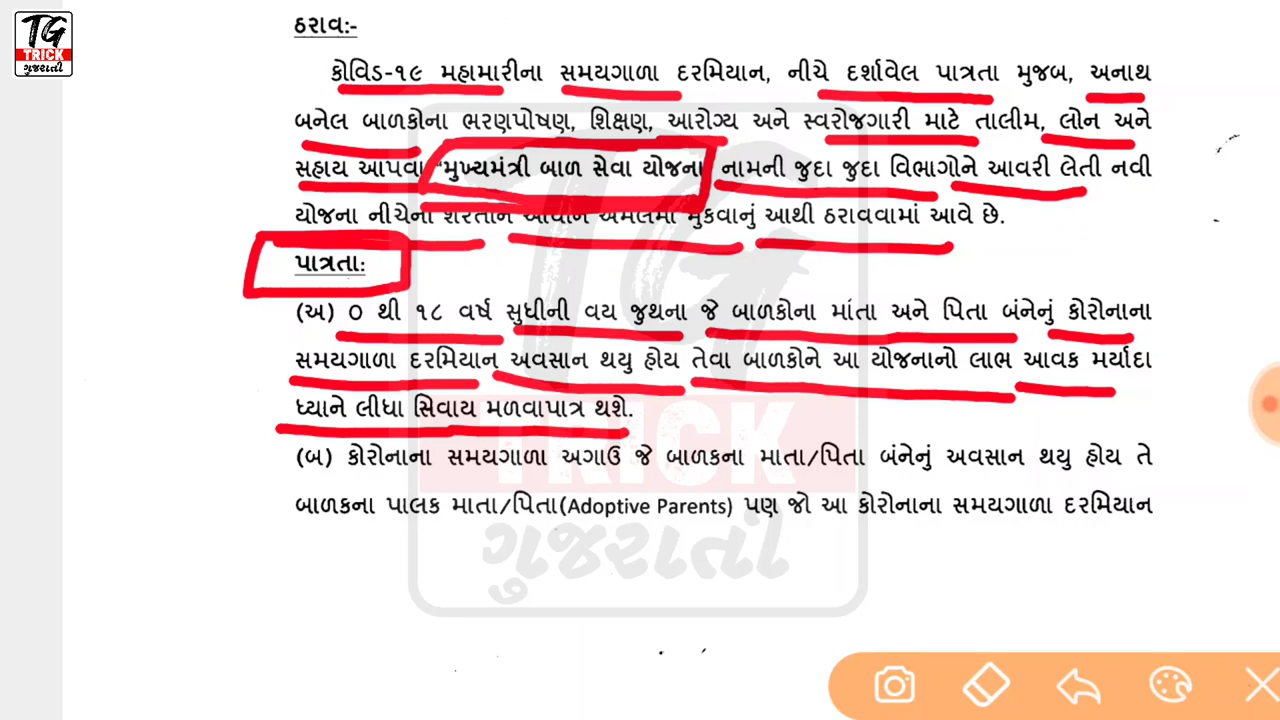 TG
TRICK
ગુજરાતી
ઠરાવ:-
કોવિડ-૧૯ મહામારીના સમયગાળા દરમિયાન, નીચે દર્શાવેલ પાત્રતા મુજબ, અનાથ
બનેલ બાળકોના ભરણપોષણ, શિક્ષણ, આરોગ્ય અને સ્વરોજગારી માટે તાલીમ, લોન અને
સહાય આપવા "મુખ્યમંત્રી બાળ સેવા યોજના નામની જુદા જુદા વિભાગોને આવરી લેતી નવી
યોજના નીચેની શરતોને આધીન અમલમાં મુકવાનું આથી ઠરાવવામાં આવે છે.
પાત્રતા:
(અ) ૦ થી ૧૮ વર્ષ સુધીની વય જુથના જે બાળકોના માતા અને પિતા બંનેનું કોરોનાના
સમયગાળા દરમિયાન અવસાન થયુ હોય તેવા બાળકોને આ યોજનાનો લાભ આવક મર્યાદા
ધ્યાને લીધા સિવાય મળવાપાત્ર થશે.
(બ) કોરોનાના સમયગાળા અગાઉ જે બાળકના માતા/પિતા બંનેનું અવસાન થયુ હોય તે
બાળકના પાલક માતા/પિતા(Adoptive Parents) પણ જો આ કોરોનાના સમયગાળા દરમિયાન
TG
TRICK
ગુજરાતી